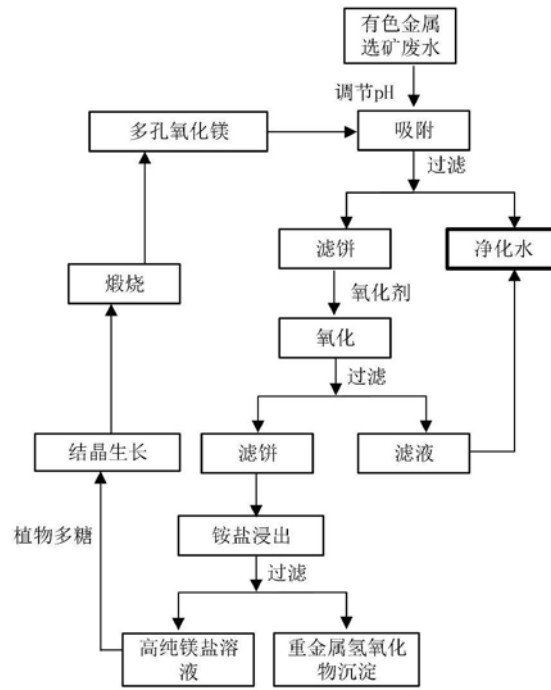 有色金属
选矿废水
调节pH
多孔氧化镁
吸附
过滤
滤饼
净化水
煅烧
氧化剂
氧化
过滤
结晶生长
滤饼
滤液
植物多糖
铵盐浸出
过滤
高纯镁盐溶
液
重金属氢氧化
物沉淀